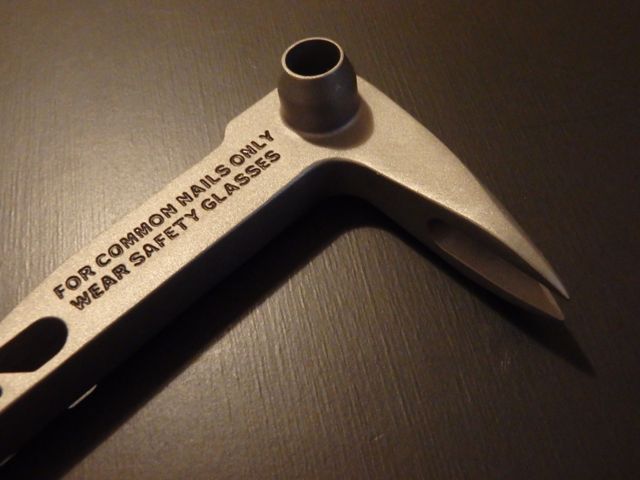 FOR COMMON NAILS ONLY
WEAR SAFETY GLASSES